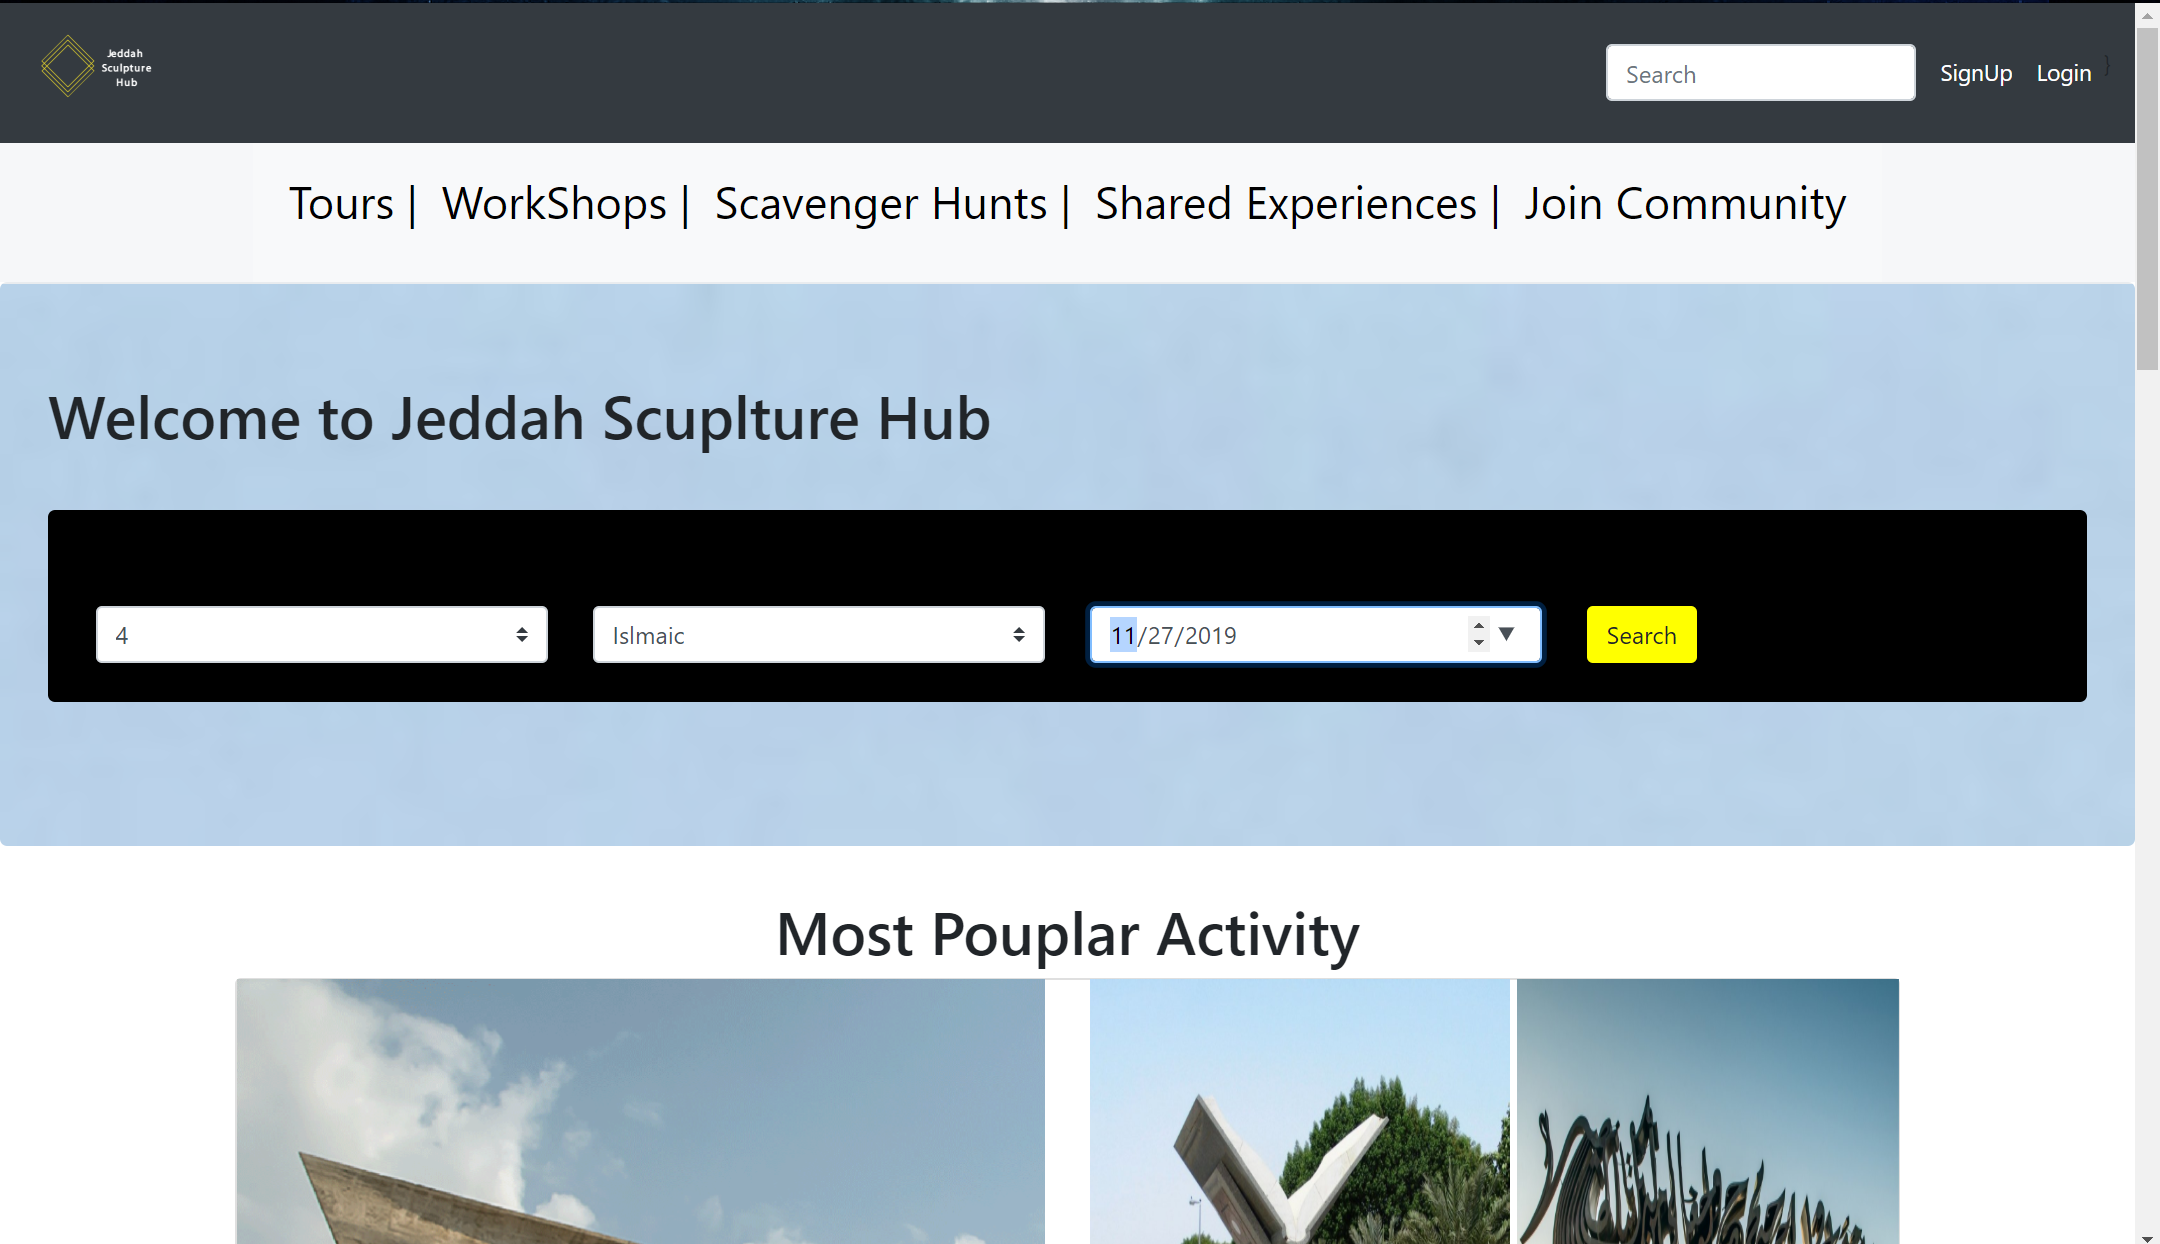 Jeddah
Sculpture
Hub
Search
SignUp
Login
}
Tours | WorkShops | Scavenger Hunts | Shared Experiences | Join Community
Welcome to Jeddah Scuplture Hub
4
Islmaic
11/27/2019
Search
Most Pouplar Activity